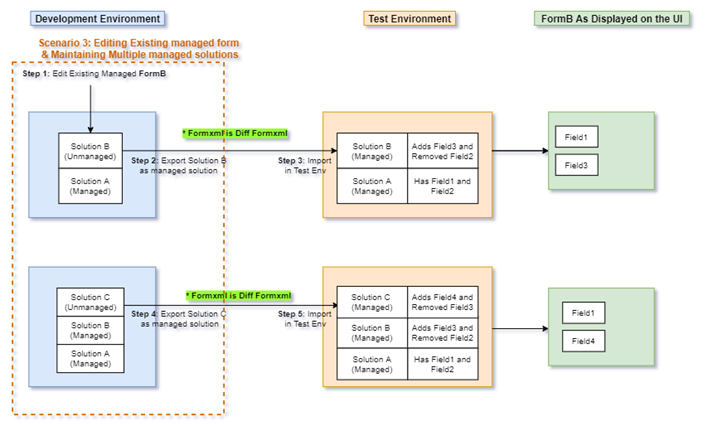 Development Environment
Test Environment
FormB As Displayed on the UI
Scenario 3: Editing Existing managed form
& Maintaining Multiple managed solutions
Step 1: Edit Existing Managed FormB
* Formxml is Diff Formxml
Solution B
(Unmanaged)
Solution A
(Managed)
Step 2: Export Solution B
as managed solution
Step 3: Import
in Test Env
Solution B
(Managed)
Adds Field3 and
Removed Field2
Solution A
(Managed)
Has Field1 and
Field2
Field1
Field3
* Formxml is Diff Formxml
Solution C
(Unmanaged)
Solution B
(Managed)
Solution A
(Managed)
Step 4: Export Solution C
as managed solution
Step 5: Import
in Test Env
Solution C
(Managed)
Adds Field4 and
Removed Field3
Solution B
(Managed)
Adds Field3 and
Removed Field2
Solution A
(Managed)
Has Field1 and
Field2
Field1
Field4